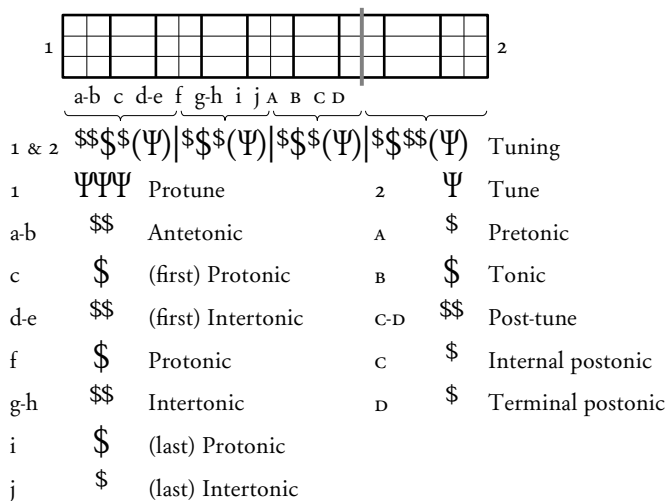 1 2
a-b c d-e f g-h i j A B C D
1 & 2 $$$$(Ψ)|$$$(Ψ)|$$$(Ψ)|$$$$(Ψ) Tuning
1 ΨΨΨ Protune 2 Ψ Tune
a-b $$ Antetonic A $ Pretonic
c $ (first) Protonic B $ Tonic
d-e $$ (first) Intertonic C-D $$ Post-tune
f $ Protonic C $ Internal postonic
g-h $$ Intertonic D $ Terminal postonic
i $ (last) Protonic
j $ (last) Intertonic